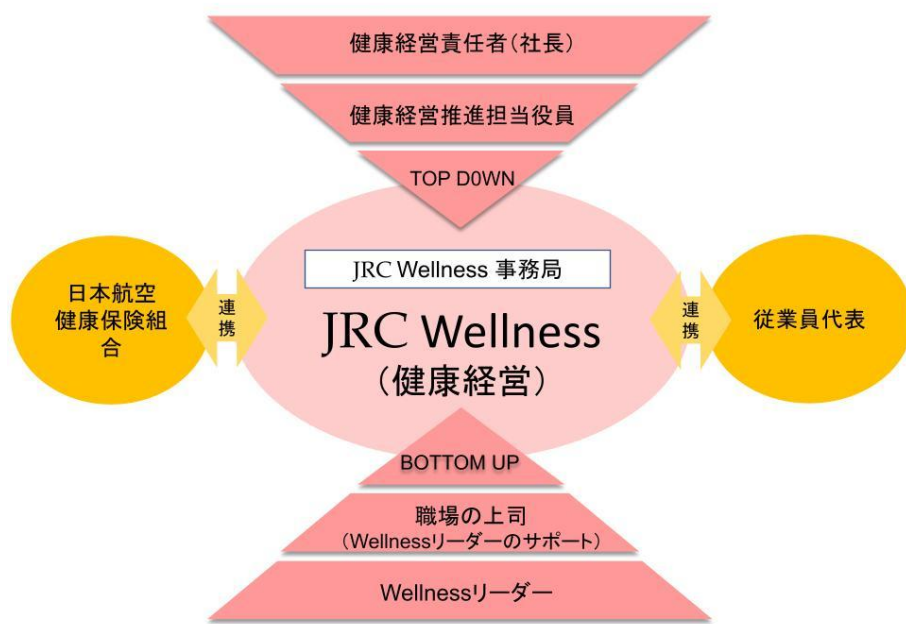 健康経営責任者(社長)
健康経営推進担当役員
TOP D0WN
JRC Wellness 事務局
JRC Wellness
(健康経営)
日本航空
健康保険組
合
連
携
連
携
従業員代表
BOTTOM UP
職場の上司
(Wellnessリーダーのサポート)
Wellnessリーダー